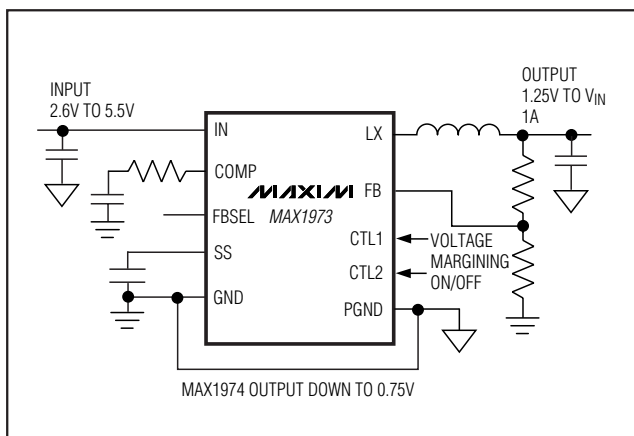 INPUT
2.6V TO 5.5V
OUTPUT
1.25V TO VIN
1A
IN
LX
COMP
MAXIM
MAX1973
FB
FBSEL
CTL1
VOLTAGE
MARGINING
ON/OFF
SS
CTL2
GND
PGND
MAX1974 OUTPUT DOWN TO 0.75V